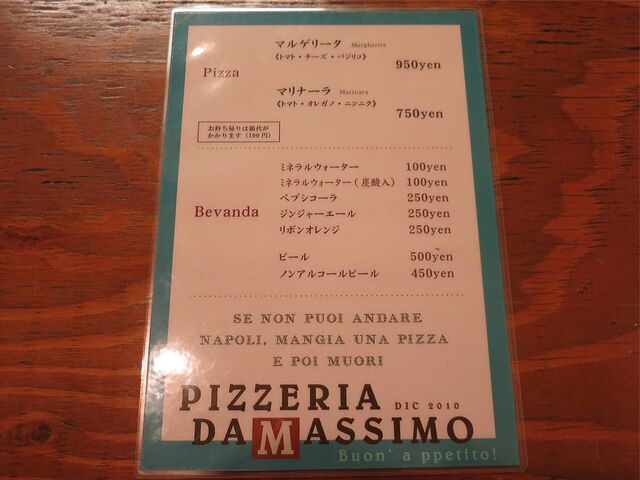 マルゲリータ Margherita
《トマト・チーズ・バジリコ》
950yen
Pizza
マリナーラ Marinara
《トマト・オレガノ・ニンニク》
750yen
お持ち帰りは箱代が
かかります（100円）
ミネラルウォーター 100yen
ミネラルウォーター（炭酸入） 100yen
ペプシコーラ 250yen
Bevanda
ジンジャーエール 250yen
リボンオレンジ 250yen
ビール 500yen
ノンアルコールビール 450yen
SE NON PUOI ANDARE
NAPOLI, MANGIA UNA PIZZA
E POI MUORI
PIZZERIA DIC 2010
DA MASSIMO
Buon' a ppetito!